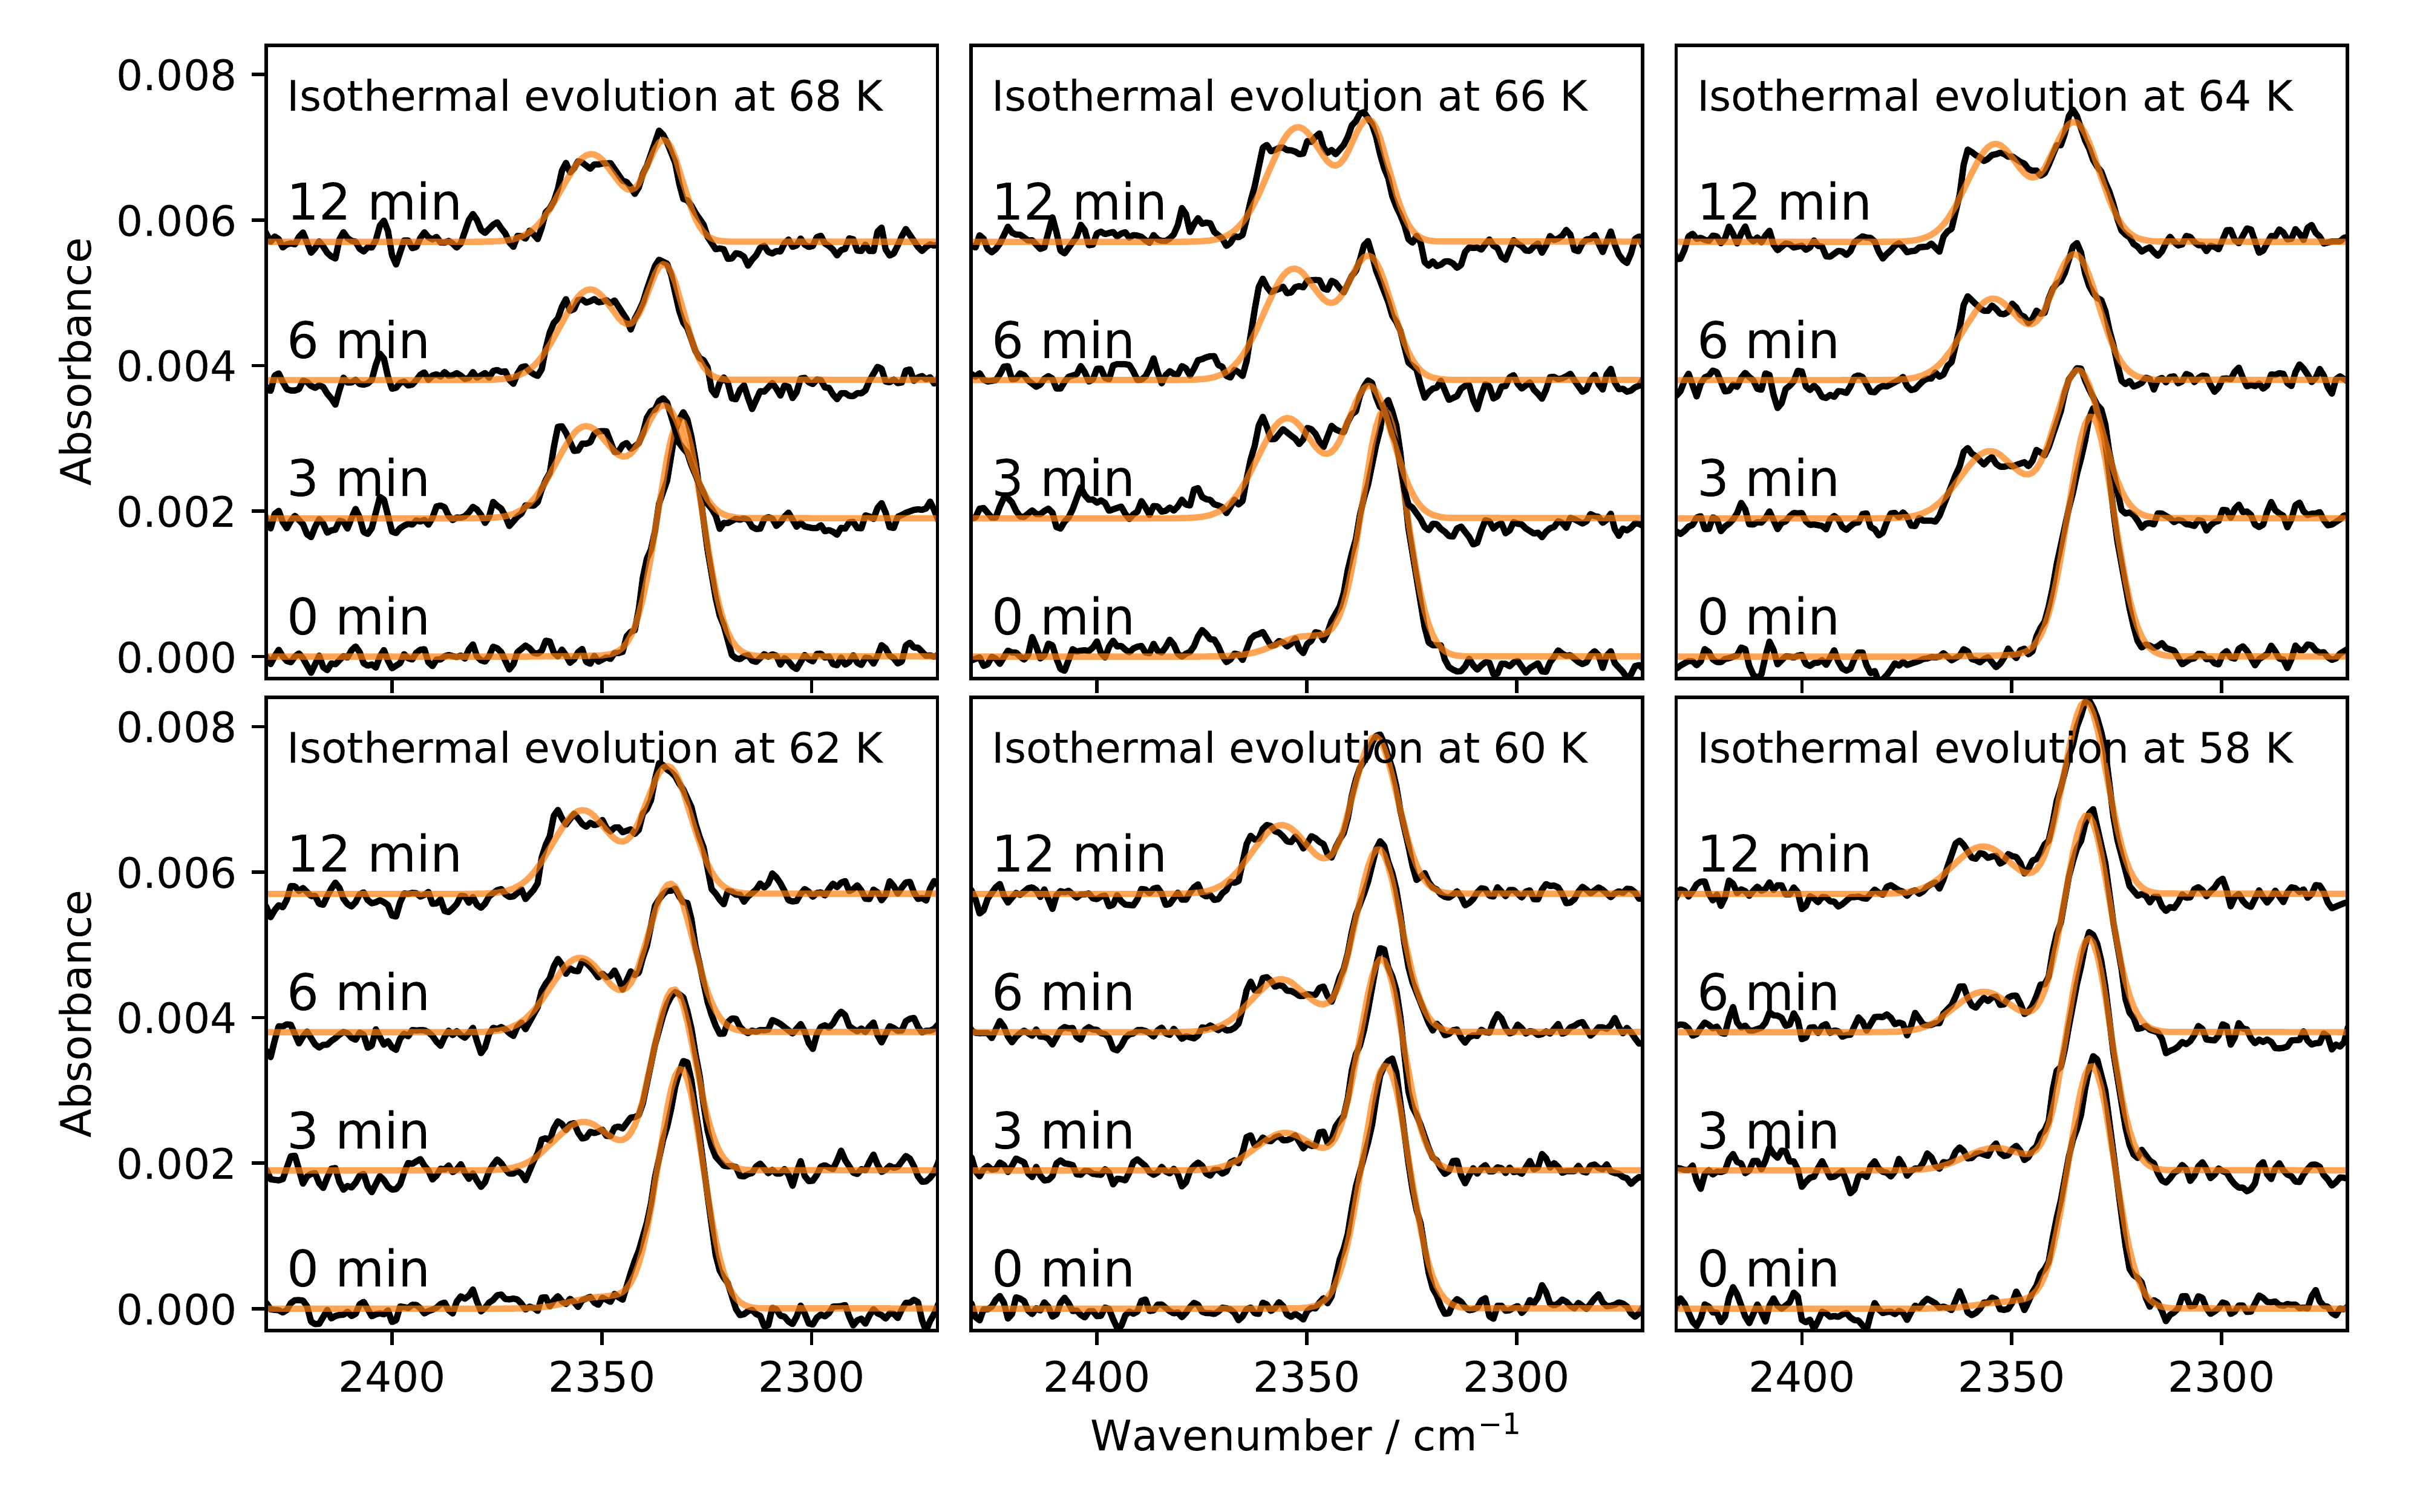 Absorbance
0.008
0.006
0.004
0.002
0.000
Isothermal evolution at 68 K
12 min
6 min
3 min
0 min
Isothermal evolution at 66 K
12 min
6 min
3 min
0 min
Isothermal evolution at 64 K
12 min
6 min
3 min
0 min
Absorbance
0.008
0.006
0.004
0.002
0.000
Isothermal evolution at 62 K
12 min
6 min
3 min
0 min
Isothermal evolution at 60 K
12 min
6 min
3 min
0 min
Isothermal evolution at 58 K
12 min
6 min
3 min
0 min
2400 2350 2300
2400 2350 2300
2400 2350 2300
Wavenumber / cm⁻¹